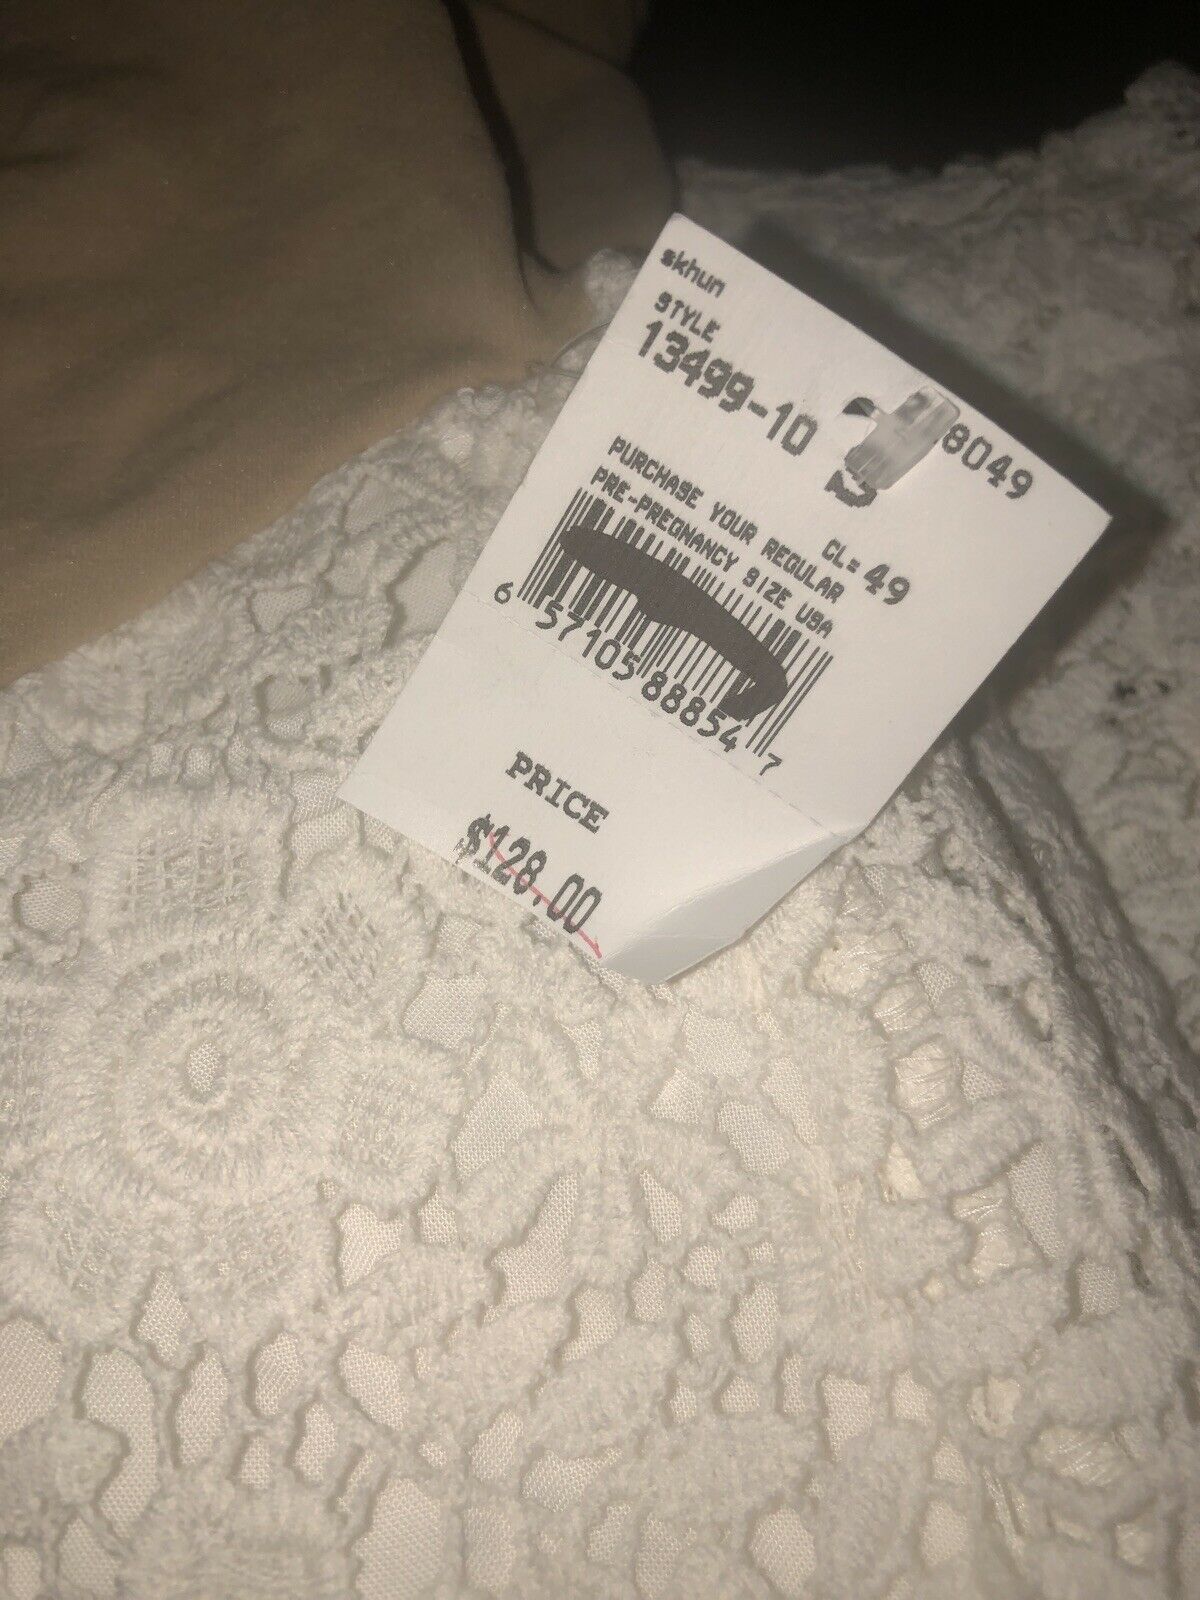 skhun
STYLE
13499-10 S 8049
CL= 49
PURCHASE YOUR REGULAR
PRE-PREGNANCY SIZE USA
6 57105 88854 7
PRICE
$128.00